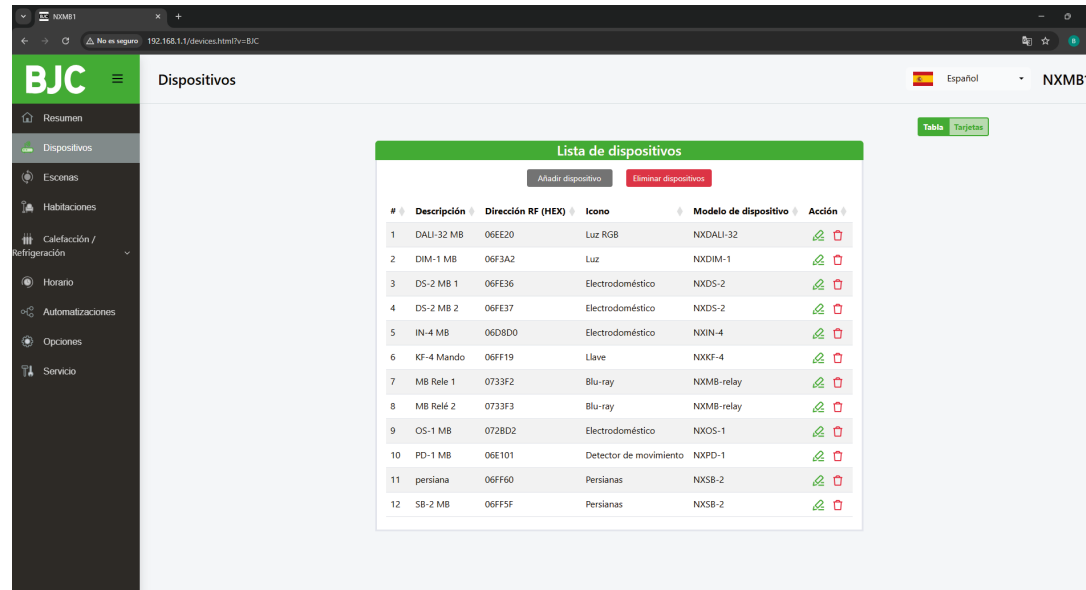 BJC NXMB1
No es seguro 192.168.1.1/devices.html?v=BJC B
BJC Dispositivos Español NXMB1
Resumen
Dispositivos
Escenas
Habitaciones
Calefacción /
Refrigeración
Horario
Automatizaciones
Opciones
Servicio
Tabla Tarjetas
Lista de dispositivos
Añadir dispositivo Eliminar dispositivos
# Descripción Dirección RF (HEX) Icono Modelo de dispositivo Acción
1 DALI-32 MB 06EE20 Luz RGB NXDALI-32
2 DIM-1 MB 06F3A2 Luz NXDIM-1
3 DS-2 MB 1 06FE36 Electrodoméstico NXDS-2
4 DS-2 MB 2 06FE37 Electrodoméstico NXDS-2
5 IN-4 MB 06D8D0 Electrodoméstico NXIN-4
6 KF-4 Mando 06FF19 Llave NXKF-4
7 MB Rele 1 0733F2 Blu-ray NXMB-relay
8 MB Relé 2 0733F3 Blu-ray NXMB-relay
9 OS-1 MB 072BD2 Electrodoméstico NXOS-1
10 PD-1 MB 06E101 Detector de movimiento NXPD-1
11 persiana 06FF60 Persianas NXSB-2
12 SB-2 MB 06FF5F Persianas NXSB-2